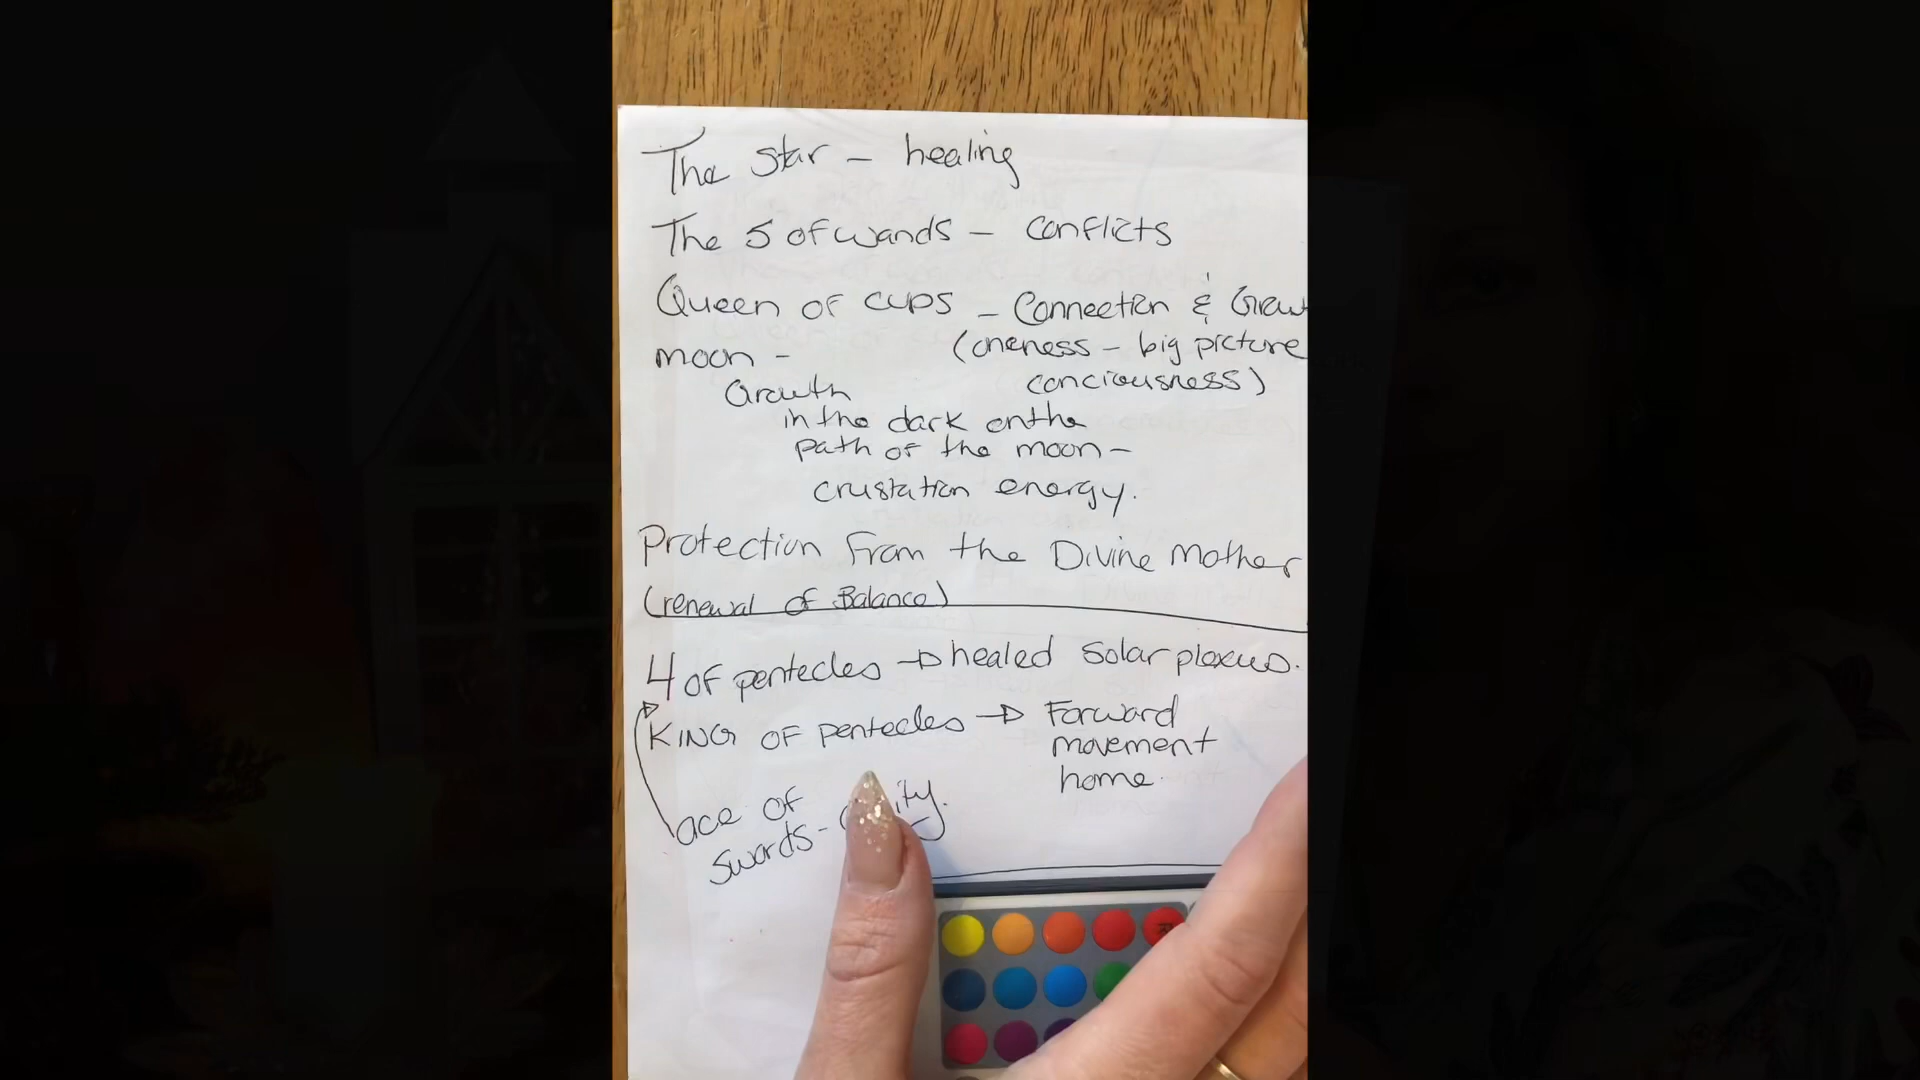 The Star - healing
The 5 of wands - Conflicts
Queen of cups - Connection &
(oneness - big picture
moon -
conciousness)
Growth
in the dark on the
path of the moon -
crustation energy.
Protection From the Divine Mother
(renewal of Balance)
4 of pentecles → healed Solar plexus.
KING OF pentecles → Forward
movement
home.
ace of
swords -